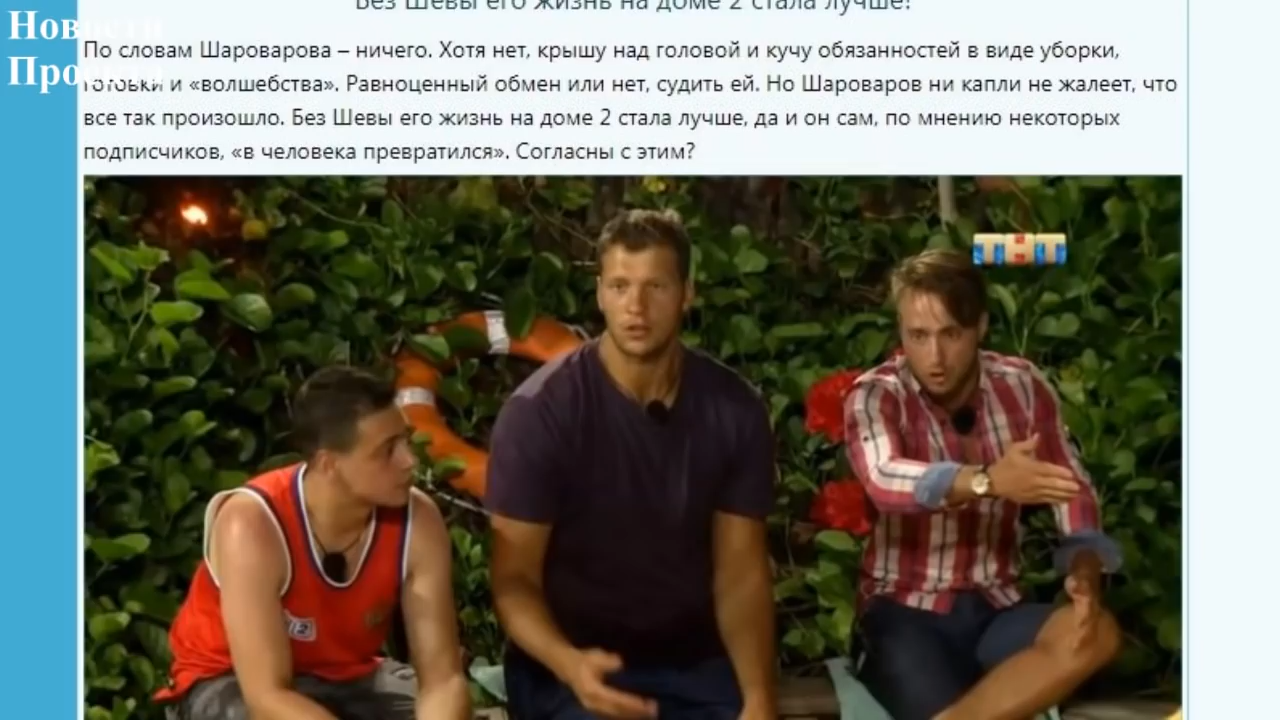 Без Шевы его жизнь на доме 2 стала лучше!
Новости
Проекта
По словам Шароварова – ничего. Хотя нет, крышу над головой и кучу обязанностей в виде уборки,
готовки и «волшебства». Равноценный обмен или нет, судить ей. Но Шароваров ни капли не жалеет, что
все так произошло. Без Шевы его жизнь на доме 2 стала лучше, да и он сам, по мнению некоторых
подписчиков, «в человека превратился». Согласны с этим?
ТНТ